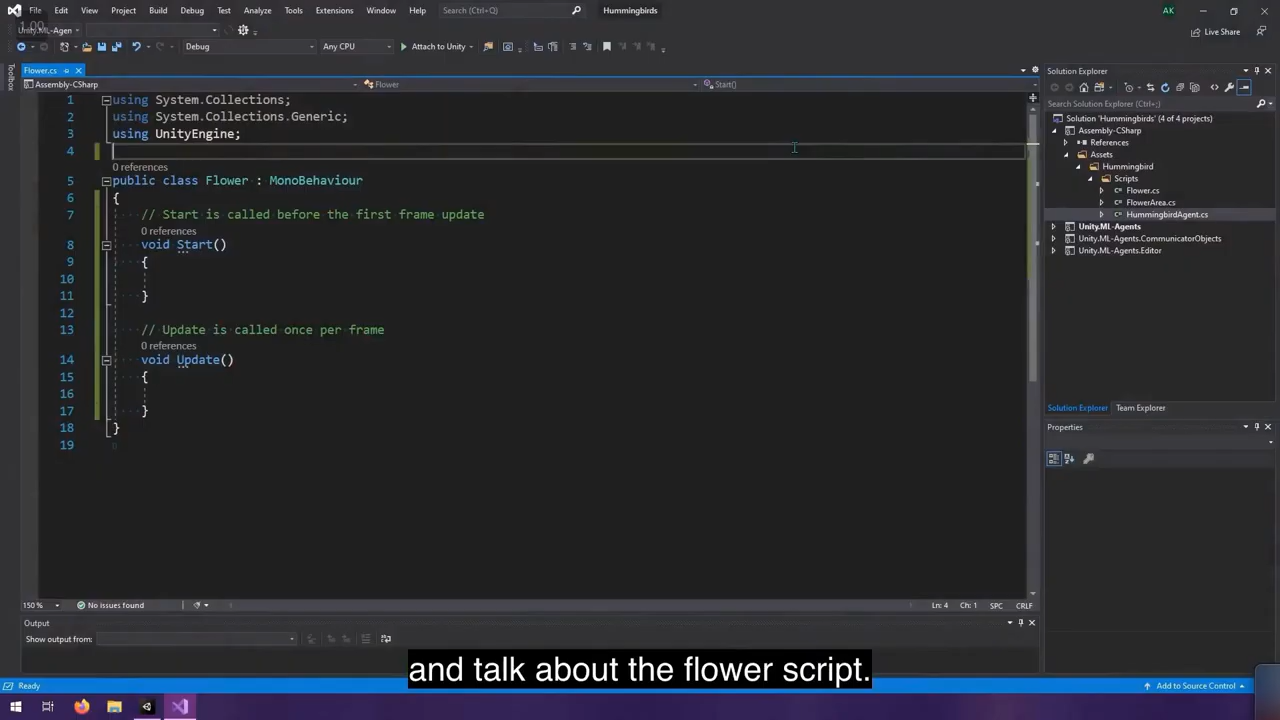 File Edit View Project Build Debug Test Analyze Tools Extensions Window Help Search (Ctrl+Q) Hummingbirds AK
1.00
Unity.ML-Agen
Live Share
Debug Any CPU Attach to Unity
Toolbox
Flower.cs
Assembly-CSharp Flower Start()
1 using System.Collections;
2 using System.Collections.Generic;
3 using UnityEngine;
4
0 references
5 public class Flower : MonoBehaviour
6 {
7 // Start is called before the first frame update
0 references
8 void Start()
9 {
10
11 }
12
13 // Update is called once per frame
0 references
14 void Update()
15 {
16
17 }
18 }
19
150 % No issues found Ln: 4 Ch: 1 SPC CRLF
Output
Show output from:
Solution Explorer
Search Solution Explorer (Ctrl+;)
Solution 'Hummingbirds' (4 of 4 projects)
Assembly-CSharp
References
Assets
Hummingbird
Scripts
C# Flower.cs
C# FlowerArea.cs
C# HummingbirdAgent.cs
Unity.ML-Agents
Unity.ML-Agents.CommunicatorObjects
Unity.ML-Agents.Editor
Solution Explorer Team Explorer
Properties
and talk about the flower script.
Ready Add to Source Control